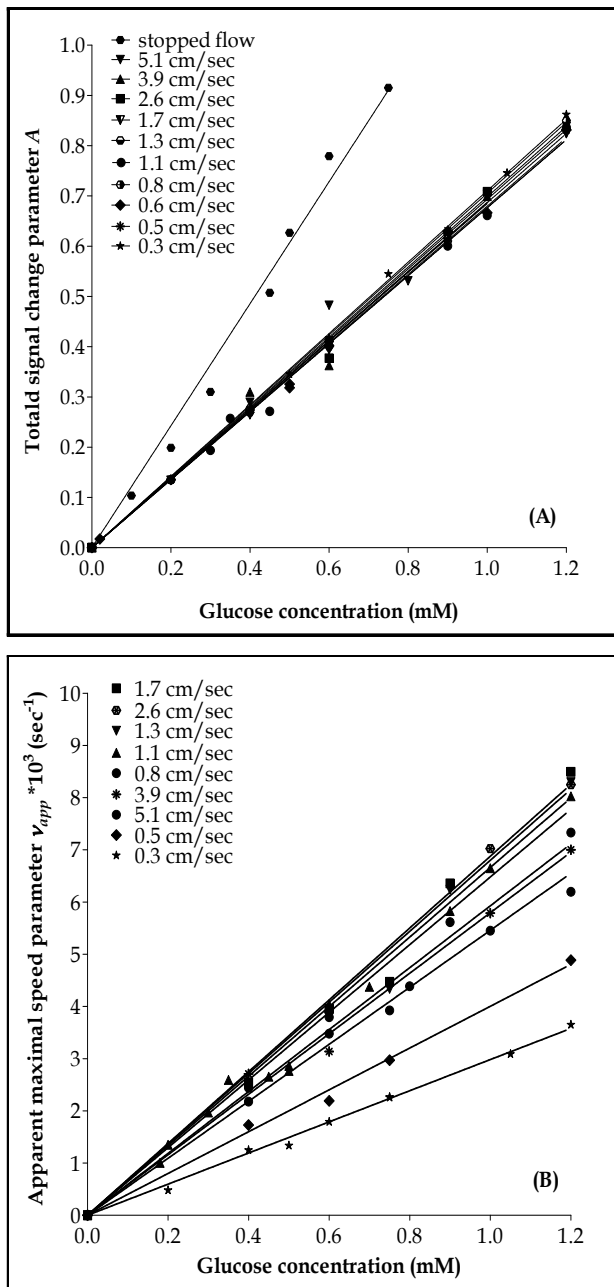 1.0
0.9
0.8
0.7
0.6
0.5
0.4
0.3
0.2
0.1
0.0
Totald signal change parameter A
stopped flow
5.1 cm/sec
3.9 cm/sec
2.6 cm/sec
1.7 cm/sec
1.3 cm/sec
1.1 cm/sec
0.8 cm/sec
0.6 cm/sec
0.5 cm/sec
0.3 cm/sec
(A)
0.0 0.2 0.4 0.6 0.8 1.0 1.2
Glucose concentration (mM)
10
9
8
7
6
5
4
3
2
1
0
Apparent maximal speed parameter v_app *10³ (sec⁻¹)
1.7 cm/sec
2.6 cm/sec
1.3 cm/sec
1.1 cm/sec
0.8 cm/sec
3.9 cm/sec
5.1 cm/sec
0.5 cm/sec
0.3 cm/sec
(B)
0.0 0.2 0.4 0.6 0.8 1.0 1.2
Glucose concentration (mM)